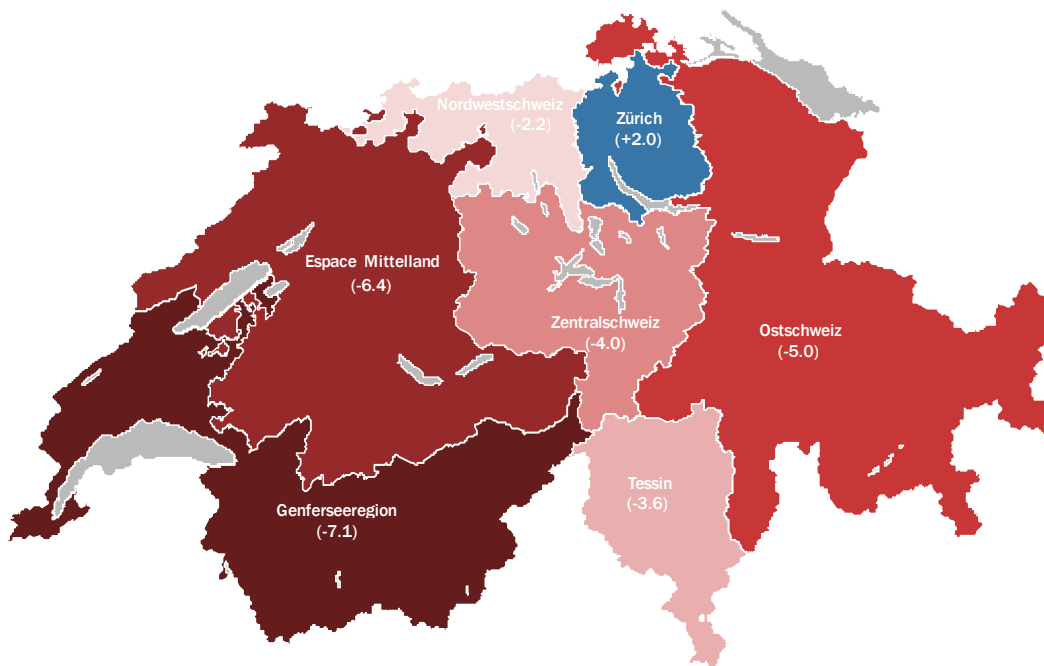 Nordwestschweiz
(-2.2)
Zürich
(+2.0)
Espace Mittelland
(-6.4)
Zentralschweiz
(-4.0)
Ostschweiz
(-5.0)
Tessin
(-3.6)
Genferseeregion
(-7.1)